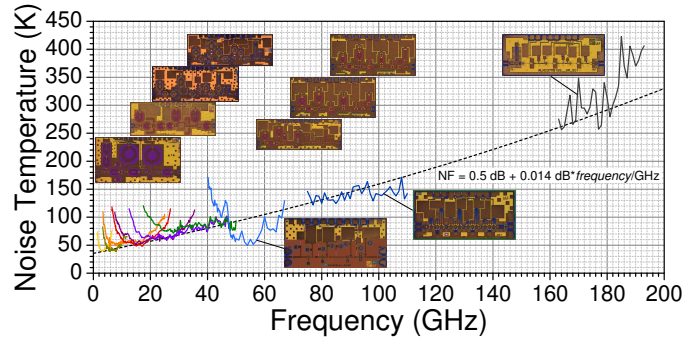 Noise Temperature (K)
450
400
350
300
250
200
150
100
50
0
NF = 0.5 dB + 0.014 dB*frequency/GHz
0 20 40 60 80 100 120 140 160 180 200
Frequency (GHz)